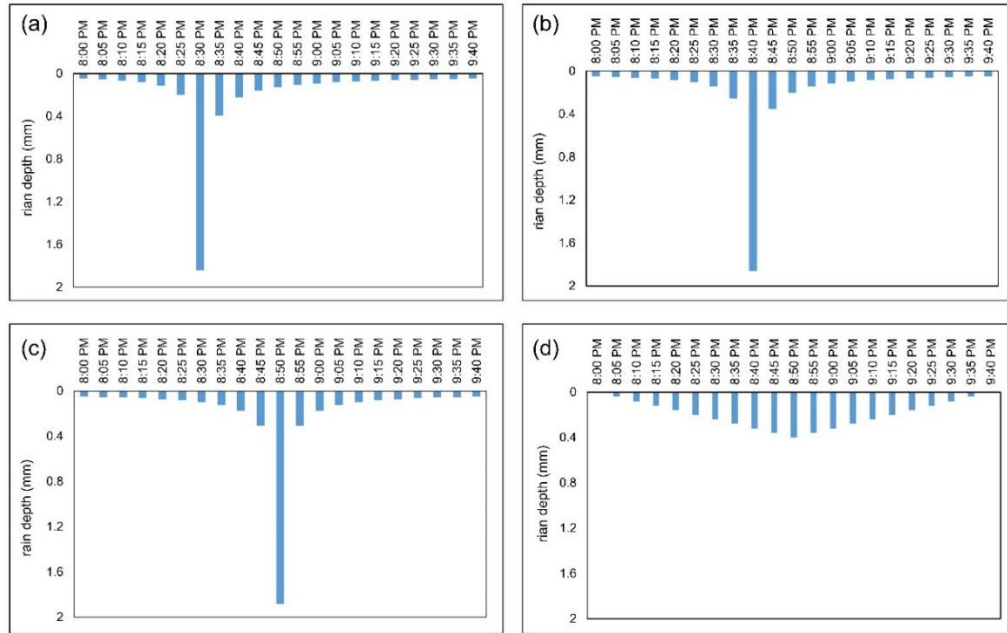 (a)
8:00 PM
8:05 PM
8:10 PM
8:15 PM
8:20 PM
8:25 PM
8:30 PM
8:35 PM
8:40 PM
8:45 PM
8:50 PM
8:55 PM
9:00 PM
9:05 PM
9:10 PM
9:15 PM
9:20 PM
9:25 PM
9:30 PM
9:35 PM
9:40 PM
0
0.4
0.8
1.2
1.6
2
rian depth (mm)
(b)
8:00 PM
8:05 PM
8:10 PM
8:15 PM
8:20 PM
8:25 PM
8:30 PM
8:35 PM
8:40 PM
8:45 PM
8:50 PM
8:55 PM
9:00 PM
9:05 PM
9:10 PM
9:15 PM
9:20 PM
9:25 PM
9:30 PM
9:35 PM
9:40 PM
0
0.4
0.8
1.2
1.6
2
rian depth (mm)
(c)
8:00 PM
8:05 PM
8:10 PM
8:15 PM
8:20 PM
8:25 PM
8:30 PM
8:35 PM
8:40 PM
8:45 PM
8:50 PM
8:55 PM
9:00 PM
9:05 PM
9:10 PM
9:15 PM
9:20 PM
9:25 PM
9:30 PM
9:35 PM
9:40 PM
0
0.4
0.8
1.2
1.6
2
rain depth (mm)
(d)
8:00 PM
8:05 PM
8:10 PM
8:15 PM
8:20 PM
8:25 PM
8:30 PM
8:35 PM
8:40 PM
8:45 PM
8:50 PM
8:55 PM
9:00 PM
9:05 PM
9:10 PM
9:15 PM
9:20 PM
9:25 PM
9:30 PM
9:35 PM
9:40 PM
0
0.4
0.8
1.2
1.6
2
rian depth (mm)